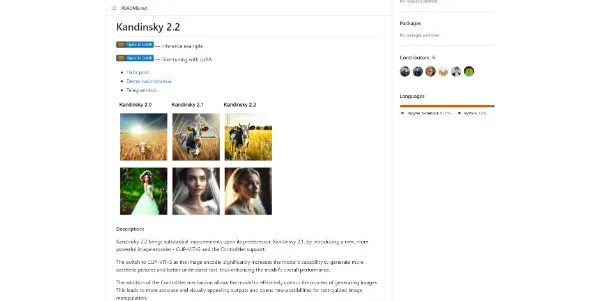 README.md
Kandinsky 2.2
Open in Colab — Inference example
Open in Colab — Fine-tuning with LoRA
Habr post
Demo fusionbrain.ai
Telegram-bot
Kandinsky 2.0 Kandinsky 2.1 Kandinsky 2.2
Description:
Kandinsky 2.2 brings substantial improvements upon its predecessor, Kandinsky 2.1, by introducing a new, more
powerful image encoder - CLIP-ViT-G and the ControlNet support.
The switch to CLIP-ViT-G as the image encoder significantly increases the model's capability to generate more
aesthetic pictures and better understand text, thus enhancing the model's overall performance.
The addition of the ControlNet mechanism allows the model to effectively control the process of generating images.
This leads to more accurate and visually appealing outputs and opens new possibilities for text-guided image
manipulation.
No releases published
Packages
No packages published
Contributors 6
Languages
Jupyter Notebook
Python